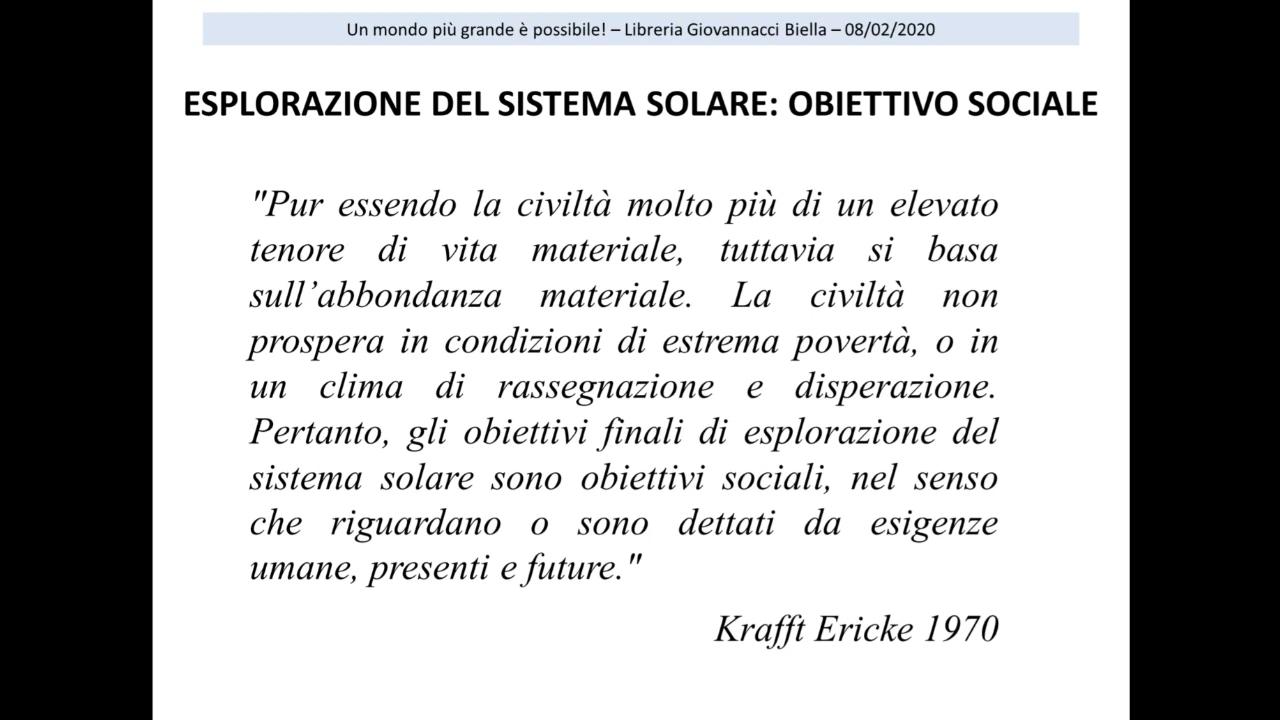 Un mondo più grande è possibile! – Libreria Giovannacci Biella – 08/02/2020
ESPLORAZIONE DEL SISTEMA SOLARE: OBIETTIVO SOCIALE
"Pur essendo la civiltà molto più di un elevato
tenore di vita materiale, tuttavia si basa
sull’abbondanza materiale. La civiltà non
prospera in condizioni di estrema povertà, o in
un clima di rassegnazione e disperazione.
Pertanto, gli obiettivi finali di esplorazione del
sistema solare sono obiettivi sociali, nel senso
che riguardano o sono dettati da esigenze
umane, presenti e future."
Krafft Ericke 1970